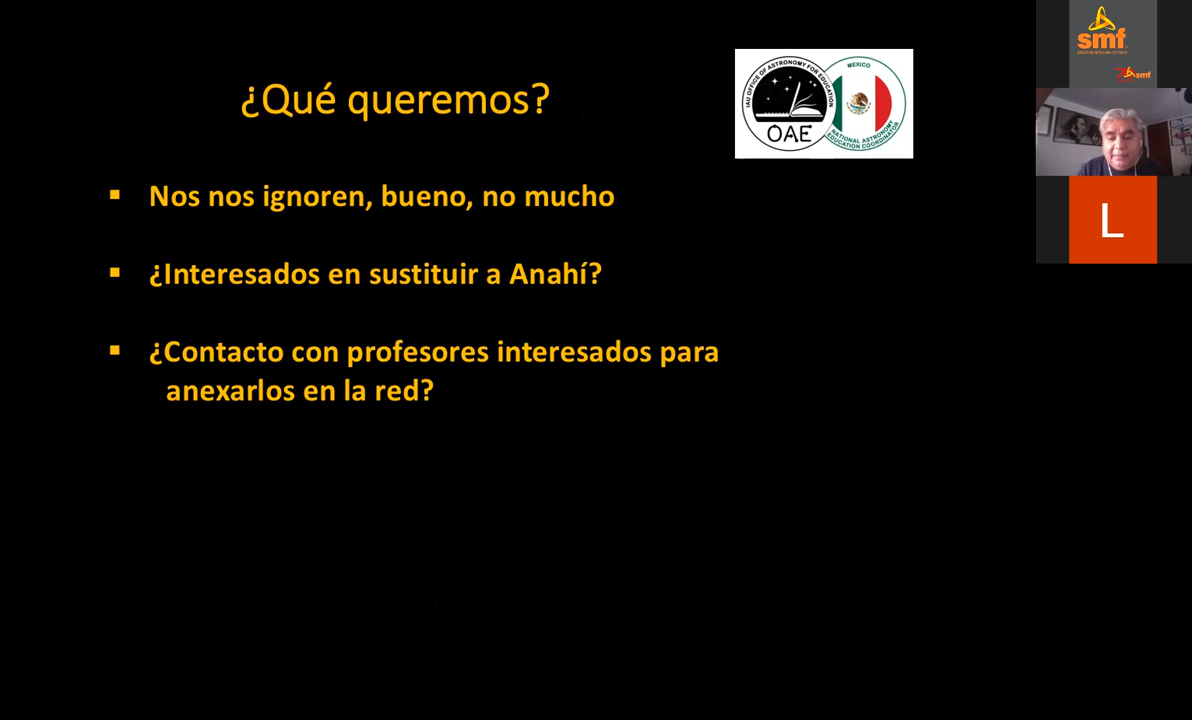 ¿Qué queremos?
IAU OFFICE OF ASTRONOMY FOR EDUCATION
OAE
MEXICO
NATIONAL ASTRONOMY
EDUCATION COORDINATOR
smf
smf
L
Nos nos ignoren, bueno, no mucho
¿Interesados en sustituir a Anahí?
¿Contacto con profesores interesados para
anexarlos en la red?